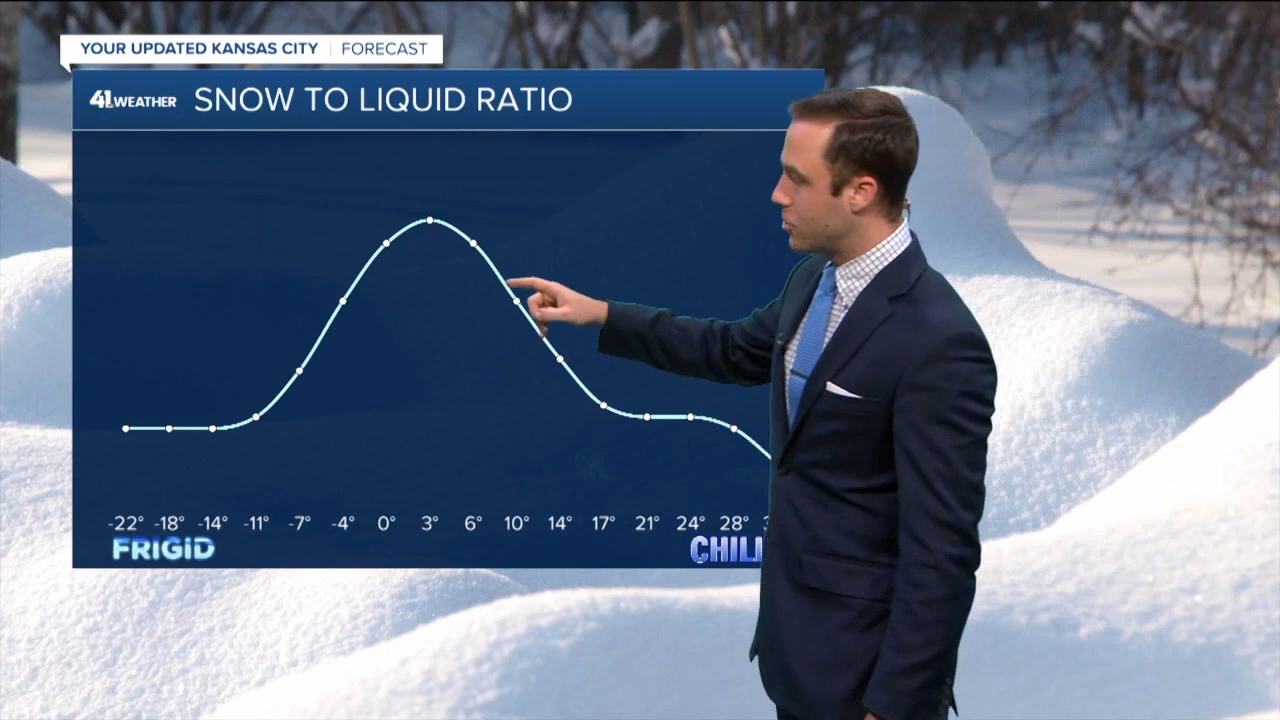 YOUR UPDATED KANSAS CITY | FORECAST
41 WEATHER SNOW TO LIQUID RATIO
-22° -18° -14° -11° -7° -4° 0° 3° 6° 10° 14° 17° 21° 24° 28°
FRIGID